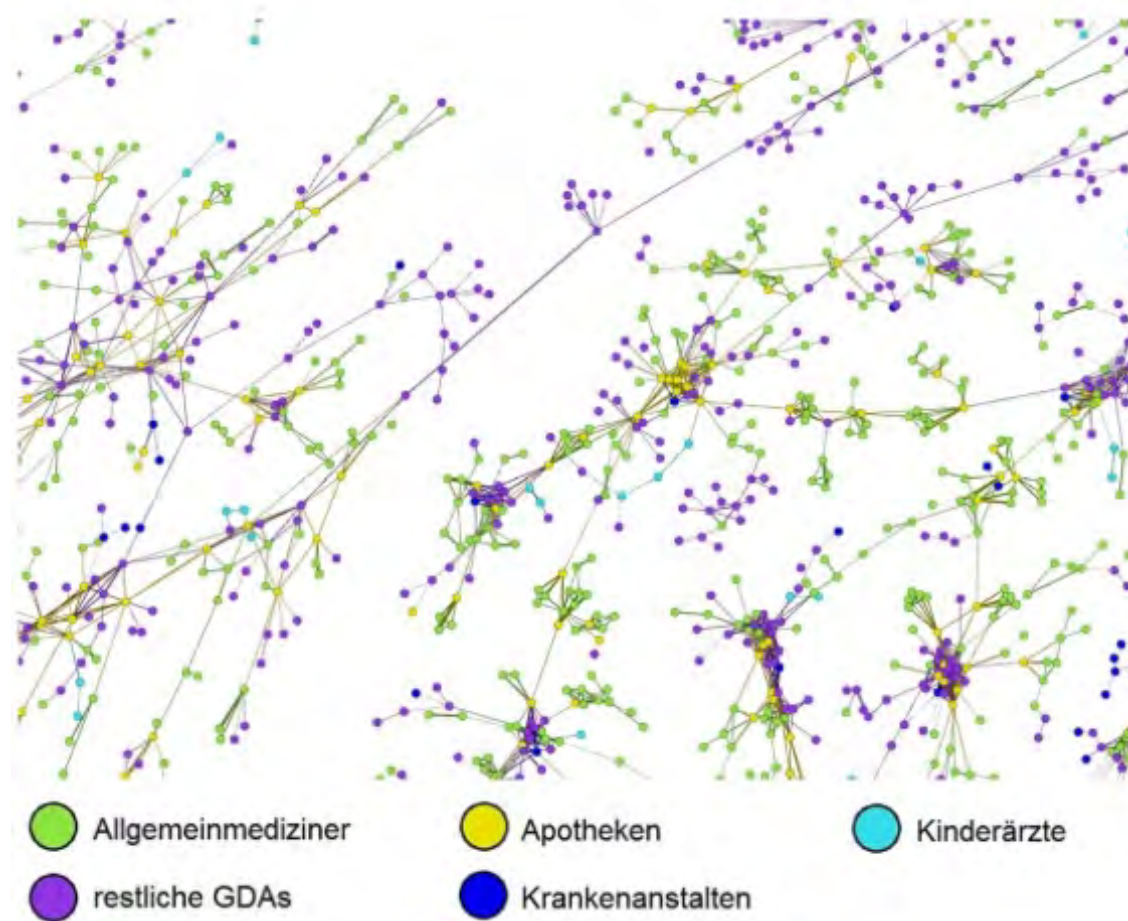 Allgemeinmediziner
Apotheken
Kinderärzte
restliche GDAs
Krankenanstalten